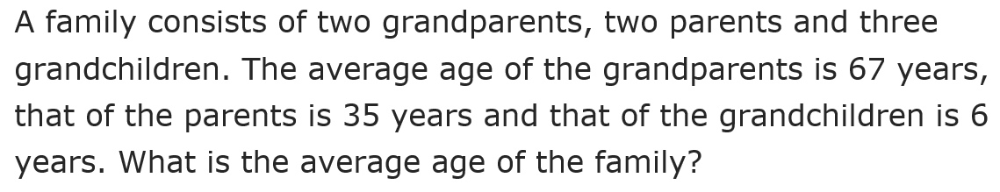 A family consists of two grandparents, two parents and three
grandchildren. The average age of the grandparents is 67 years,
that of the parents is 35 years and that of the grandchildren is 6
years. What is the average age of the family?